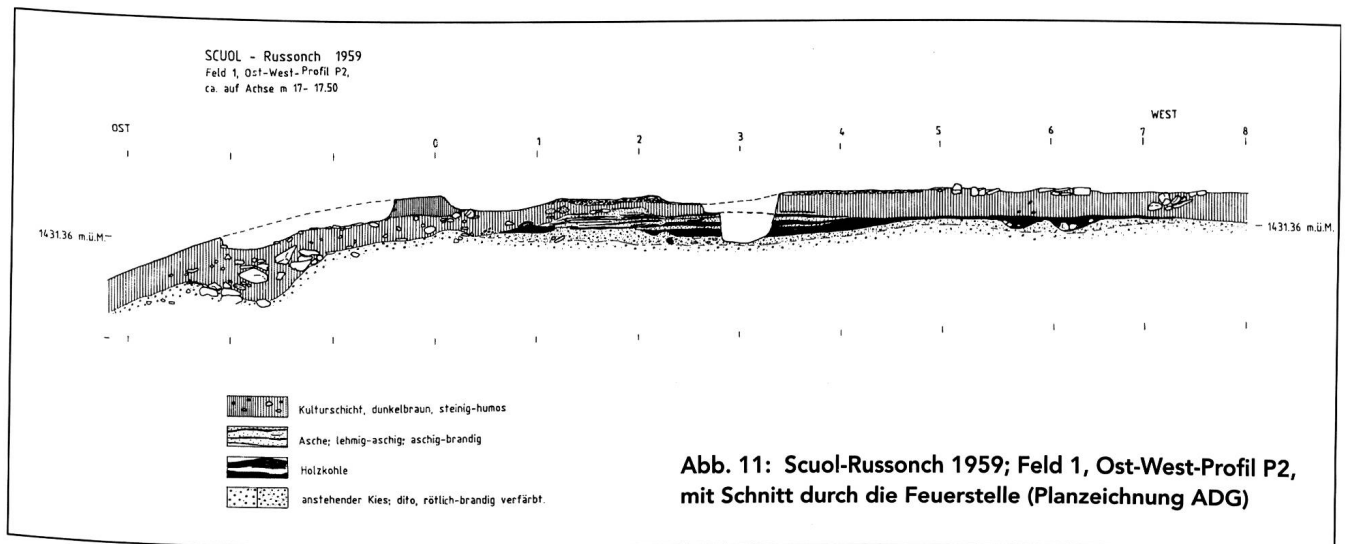 SCUOL - Russonch 1959
Feld 1, Ost-West-Profil P2,
ca. auf Achse m 17- 17.50
OST
WEST
0 1 2 3 4 5 6 7 8
1431.36 m.ü.M.
1431.36 m.ü.M.
Kulturschicht, dunkelbraun, steinig-humos
Asche; lehmig-aschig; aschig-brandig
Holzkohle
anstehender Kies; dito, rötlich-brandig verfärbt.
Abb. 11: Scuol-Russonch 1959; Feld 1, Ost-West-Profil P2,
mit Schnitt durch die Feuerstelle (Planzeichnung ADG)